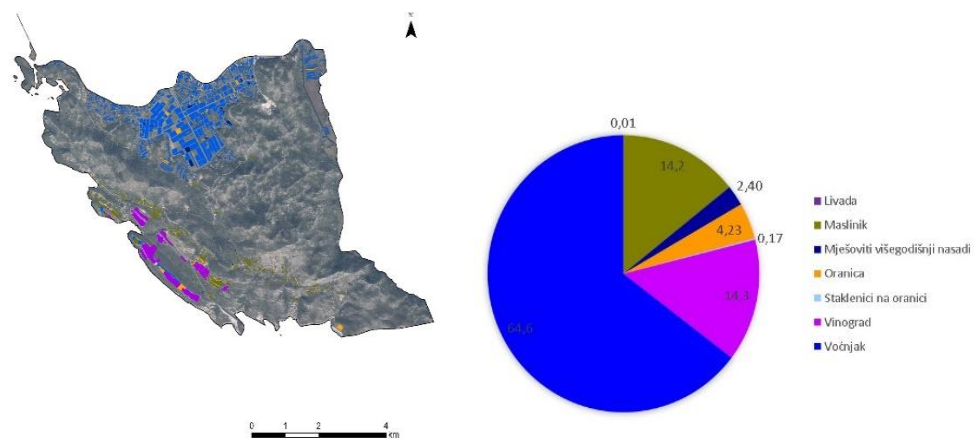 N
0 1 2 4
km
0,01
14,2
2,40
4,23
0,17
14,3
64,6
Livada
Maslinik
Mješoviti višegodišnji nasadi
Oranica
Staklenici na oranici
Vinograd
Voćnjak